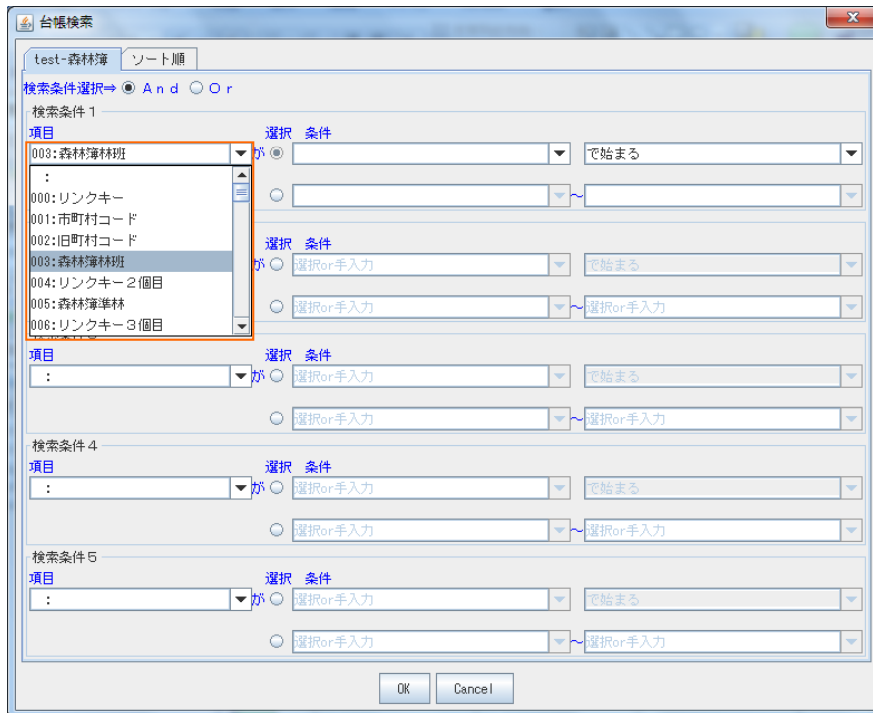 台帳検索
test-森林簿 ソート順
検索条件選択⇒ And Or
検索条件1
項目 選択 条件
003:森林簿林班 が で始まる
:
000:リンクキー
001:市町村コード
002:旧町村コード
003:森林簿林班
004:リンクキー2個目
005:森林簿準林
006:リンクキー3個目
~
選択 条件
が 選択or手入力 で始まる
選択or手入力 ~ 選択or手入力
項目 選択 条件
: が 選択or手入力 で始まる
選択or手入力 ~ 選択or手入力
検索条件4
項目 選択 条件
: が 選択or手入力 で始まる
選択or手入力 ~ 選択or手入力
検索条件5
項目 選択 条件
: が 選択or手入力 で始まる
選択or手入力 ~ 選択or手入力
OK Cancel